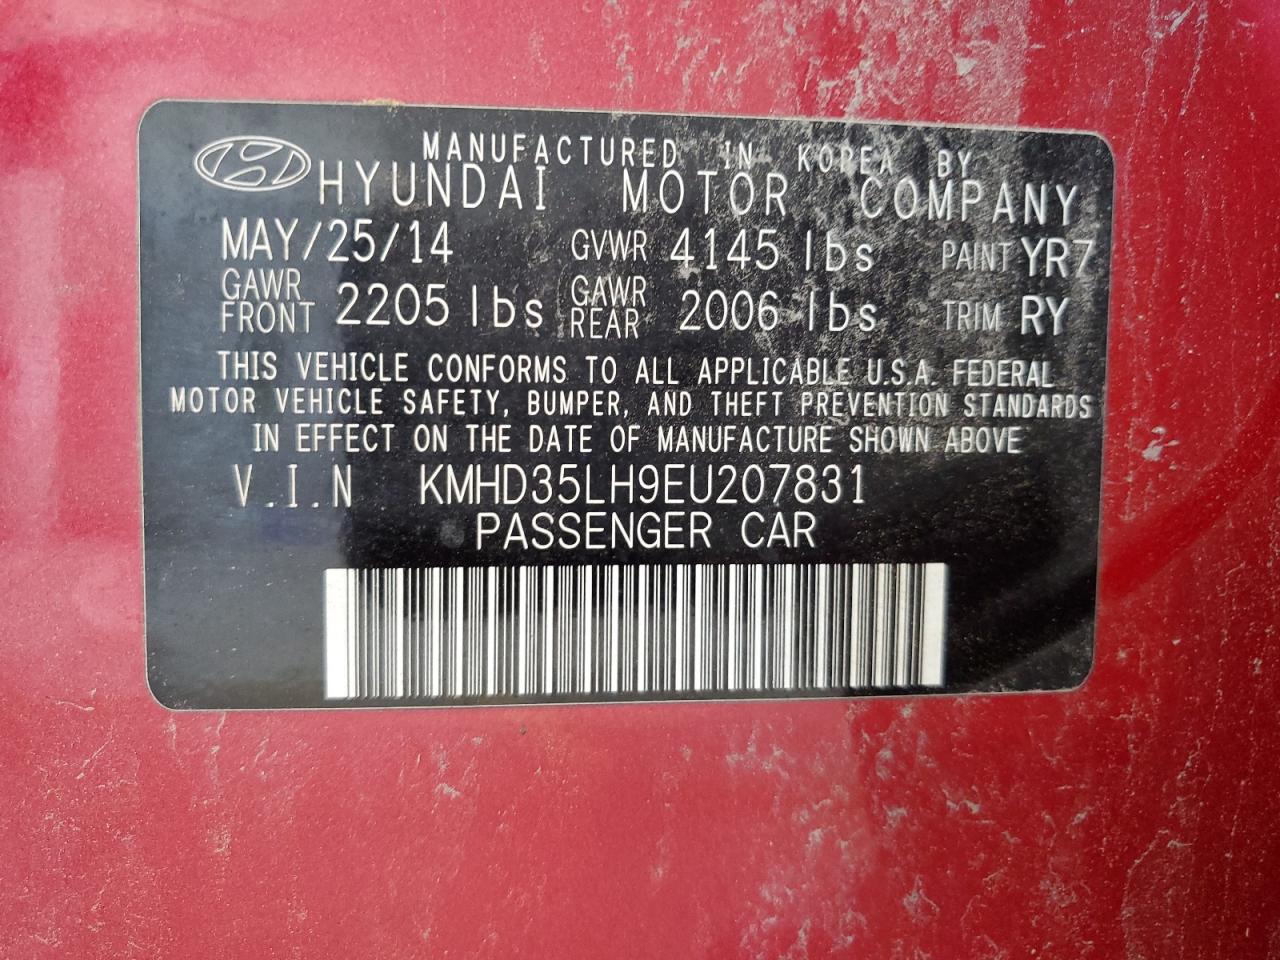 MANUFACTURED IN KOREA BY
HYUNDAI MOTOR COMPANY
MAY/25/14 GVWR 4145 lbs PAINT YR7
GAWR FRONT 2205 lbs GAWR REAR 2006 lbs TRIM RY
THIS VEHICLE CONFORMS TO ALL APPLICABLE U.S.A. FEDERAL
MOTOR VEHICLE SAFETY, BUMPER, AND THEFT PREVENTION STANDARDS
IN EFFECT ON THE DATE OF MANUFACTURE SHOWN ABOVE
V.I.N KMHD35LH9EU207831
PASSENGER CAR